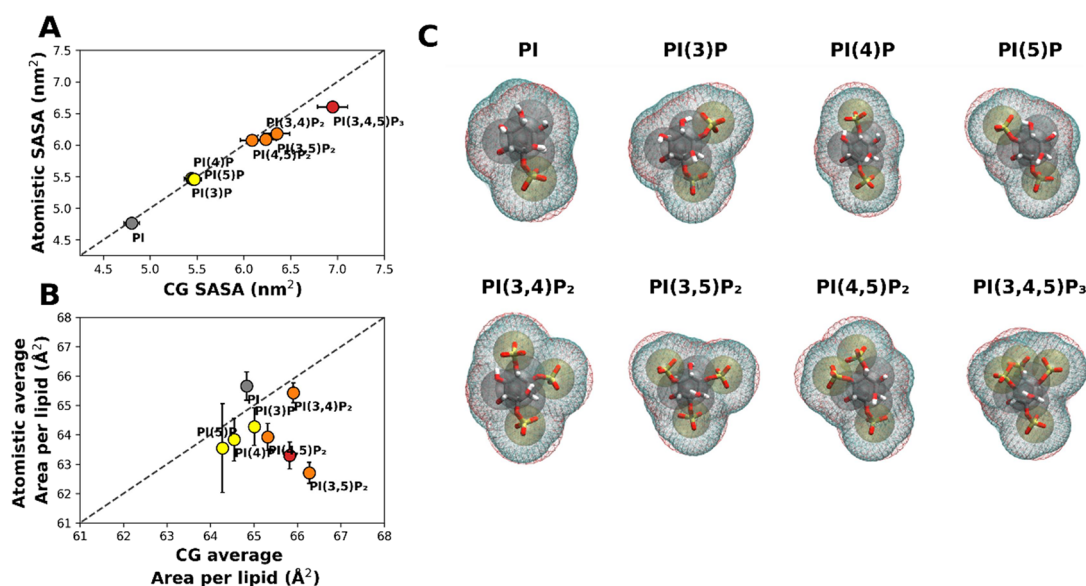 A
Atomistic SASA (nm²)
7.5
7.0
6.5
6.0
5.5
5.0
4.5
PI(3,4)P₂
PI(3,4,5)P₃
PI(4,5)P₂
PI(3,5)P₂
PI(4)P
PI(5)P
PI(3)P
PI
4.5 5.0 5.5 6.0 6.5 7.0 7.5
CG SASA (nm²)
B
Atomistic average
Area per lipid (Å²)
68
67
66
65
64
63
62
61
PI
PI(3)P
PI(3,4)P₂
PI(5)P
PI(4)P
PI(4,5)P₂
PI(3,5)P₂
61 62 63 64 65 66 67 68
CG average
Area per lipid (Å²)
C
PI PI(3)P PI(4)P PI(5)P
PI(3,4)P₂ PI(3,5)P₂ PI(4,5)P₂ PI(3,4,5)P₃